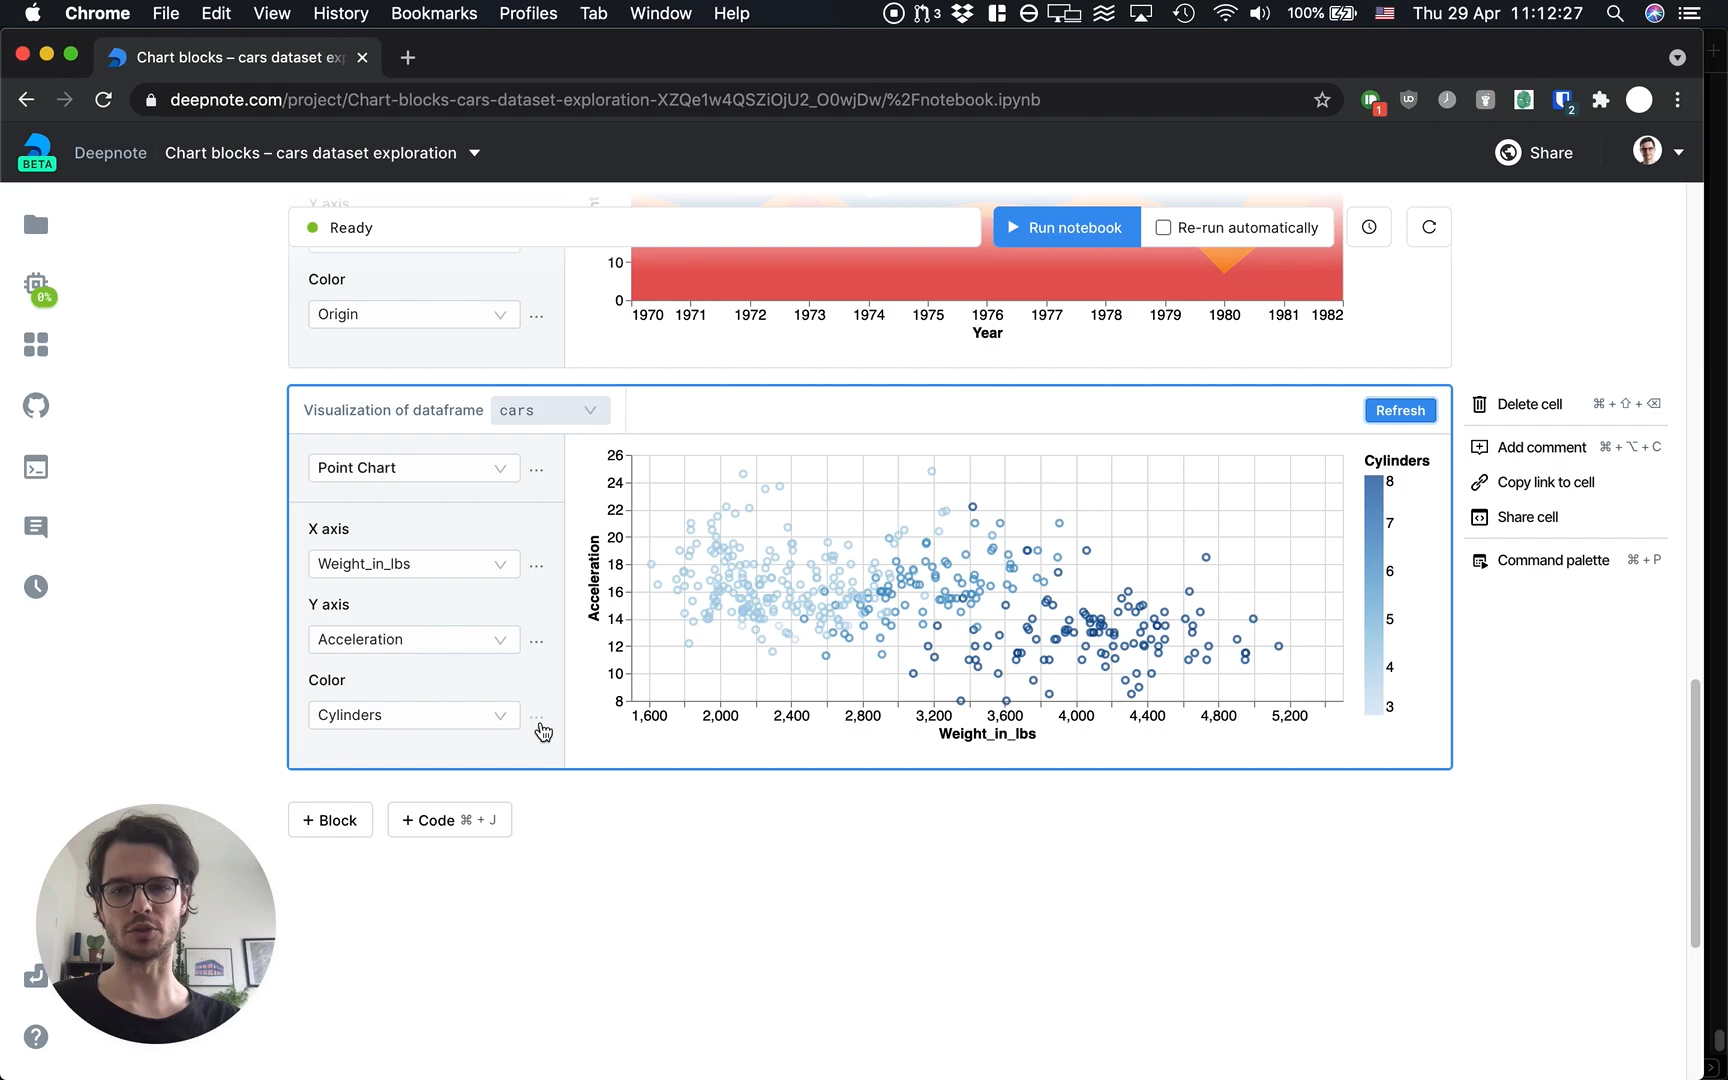 Chrome File Edit View History Bookmarks Profiles Tab Window Help 3 100% Thu 29 Apr 11:12:27
Chart blocks – cars dataset ex
deepnote.com/project/Chart-blocks-cars-dataset-exploration-XZQe1w4QSZiOjU2_O0wjDw/%2Fnotebook.ipynb 1 2
BETA Deepnote Chart blocks – cars dataset exploration Share
Y axis
Ready Run notebook Re-run automatically
0%
Color
Origin
10
0
1970 1971 1972 1973 1974 1975 1976 1977 1978 1979 1980 1981 1982
Year
Visualization of dataframe cars Refresh
Point Chart
X axis
Weight_in_lbs
Y axis
Acceleration
Color
Cylinders
Acceleration
26
24
22
20
18
16
14
12
10
8
1,600 2,000 2,400 2,800 3,200 3,600 4,000 4,400 4,800 5,200
Weight_in_lbs
Cylinders
8
7
6
5
4
3
Delete cell ⌘ + ⇧ + ⌫
Add comment ⌘ + ⌥ + C
Copy link to cell
Share cell
Command palette ⌘ + P
+ Block + Code ⌘ + J